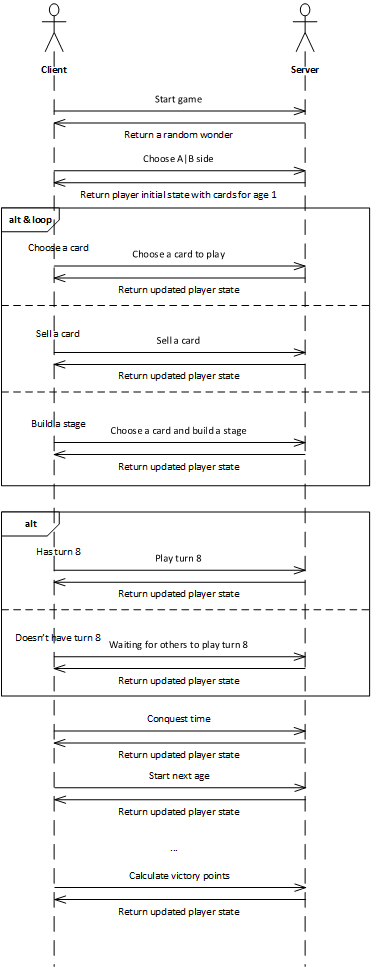 Client
Server
Start game
Return a random wonder
Choose A|B side
Return player initial state with cards for age 1
alt & loop
Choose a card
Choose a card to play
Return updated player state
Sell a card
Sell a card
Return updated player state
Build a stage
Choose a card and build a stage
Return updated player state
alt
Has turn 8
Play turn 8
Return updated player state
Doesn't have turn 8
Waiting for others to play turn 8
Return updated player state
Conquest time
Return updated player state
Start next age
Return updated player state
...
Calculate victory points
Return updated player state